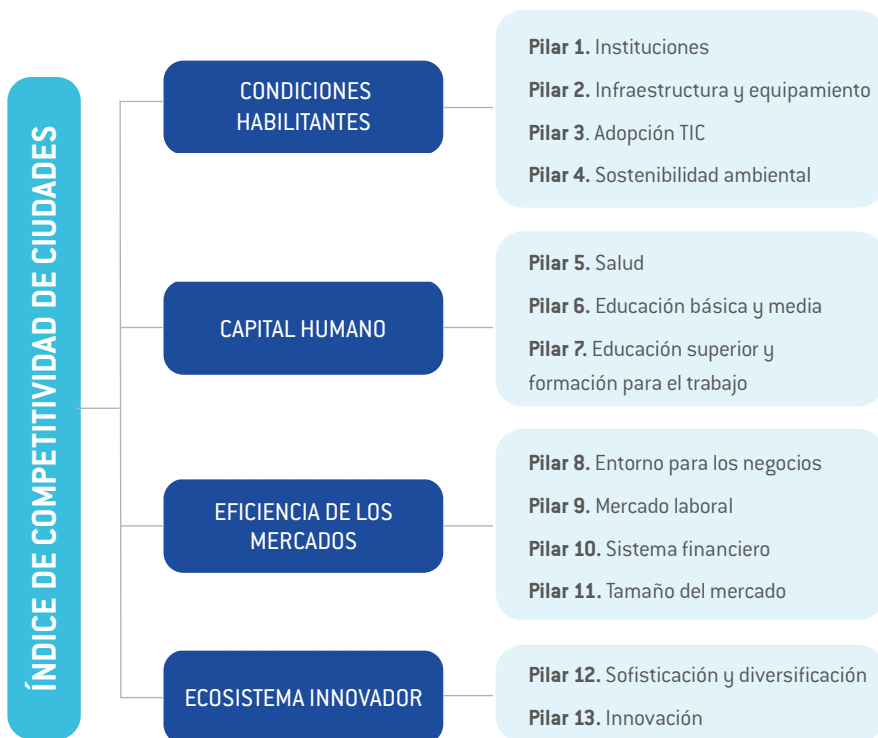 ÍNDICE DE COMPETITIVIDAD DE CIUDADES
CONDICIONES
HABILITANTES
Pilar 1. Instituciones
Pilar 2. Infraestructura y equipamiento
Pilar 3. Adopción TIC
Pilar 4. Sostenibilidad ambiental
CAPITAL HUMANO
Pilar 5. Salud
Pilar 6. Educación básica y media
Pilar 7. Educación superior y
formación para el trabajo
EFICIENCIA DE LOS
MERCADOS
Pilar 8. Entorno para los negocios
Pilar 9. Mercado laboral
Pilar 10. Sistema financiero
Pilar 11. Tamaño del mercado
ECOSISTEMA INNOVADOR
Pilar 12. Sofisticación y diversificación
Pilar 13. Innovación